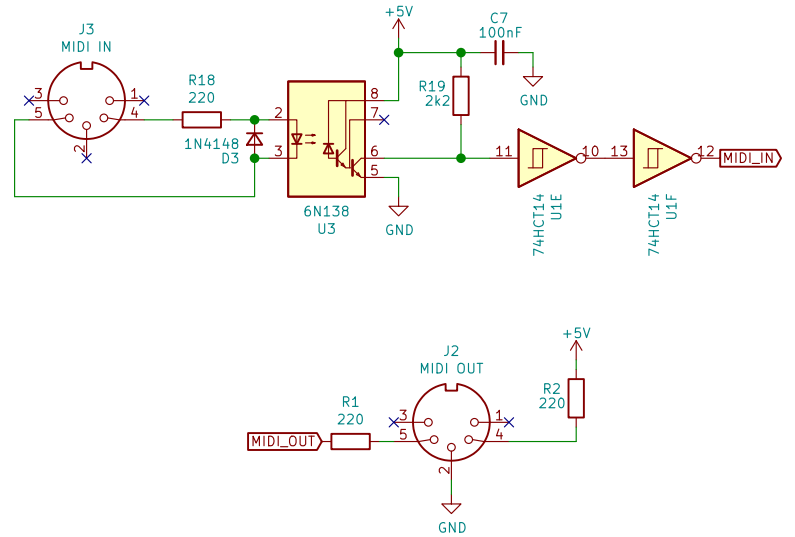 J3
MIDI IN
3
1
5
4
2
R18
220
1N4148
D3
2
3
8
7
6
5
6N138
U3
+5V
C7
100nF
GND
R19
2k2
GND
11
10
74HCT14
U1E
13
12
74HCT14
U1F
MIDI_IN
J2
MIDI OUT
+5V
R2
220
R1
220
MIDI_OUT
3
1
5
4
2
GND